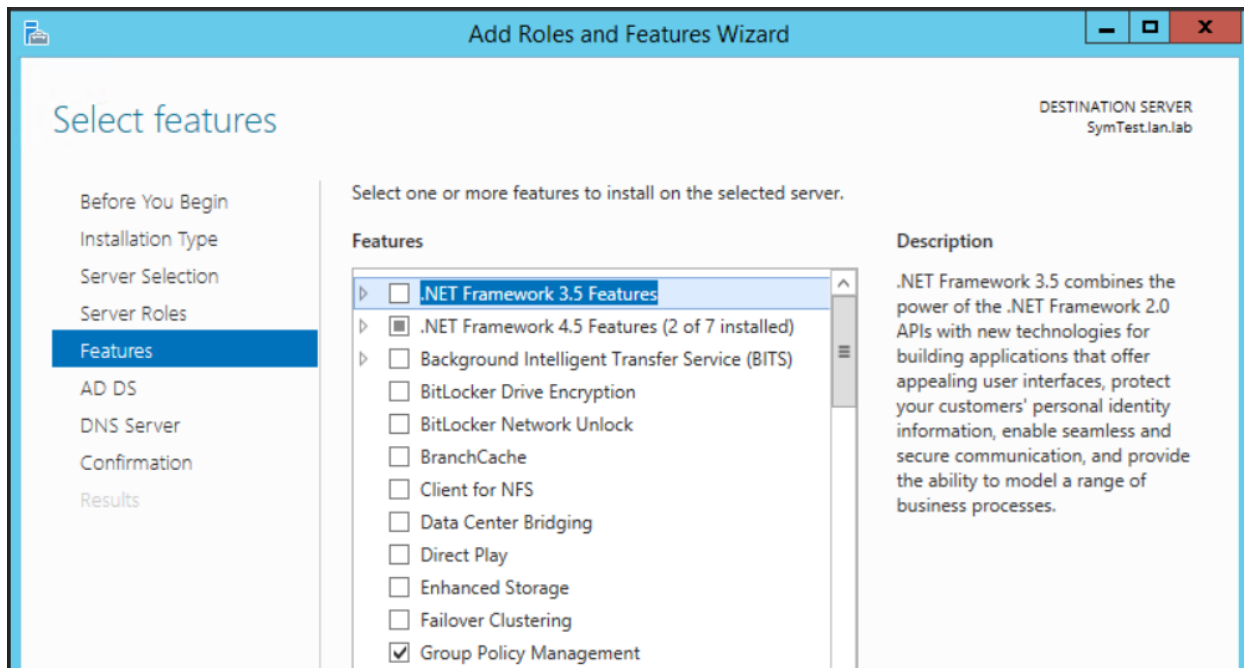 Add Roles and Features Wizard
Select features
DESTINATION SERVER
SymTest.lan.lab
Before You Begin
Installation Type
Server Selection
Server Roles
Features
AD DS
DNS Server
Confirmation
Results
Select one or more features to install on the selected server.
Features
.NET Framework 3.5 Features
.NET Framework 4.5 Features (2 of 7 installed)
Background Intelligent Transfer Service (BITS)
BitLocker Drive Encryption
BitLocker Network Unlock
BranchCache
Client for NFS
Data Center Bridging
Direct Play
Enhanced Storage
Failover Clustering
Group Policy Management
Description
.NET Framework 3.5 combines the
power of the .NET Framework 2.0
APIs with new technologies for
building applications that offer
appealing user interfaces, protect
your customers' personal identity
information, enable seamless and
secure communication, and provide
the ability to model a range of
business processes.